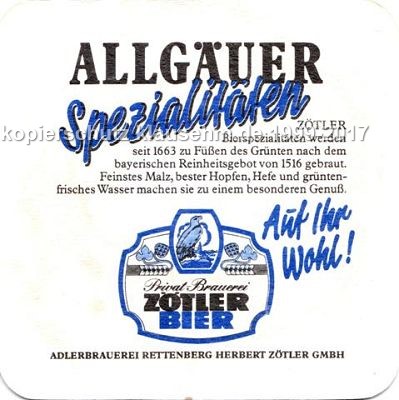 ALLGÄUER
Spezialitäten
ZÖTLER
Bierspezialitäten werden
seit 1663 zu Füßen des Grünten nach dem
bayerischen Reinheitsgebot von 1516 gebraut.
Feinstes Malz, bester Hopfen, Hefe und grünten-
frisches Wasser machen sie zu einem besonderen Genuß.
Auf Ihr
Wohl!
Privat-Brauerei
ZÖTLER
BIER
ADLERBRAUEREI RETTENBERG HERBERT ZÖTLER GMBH